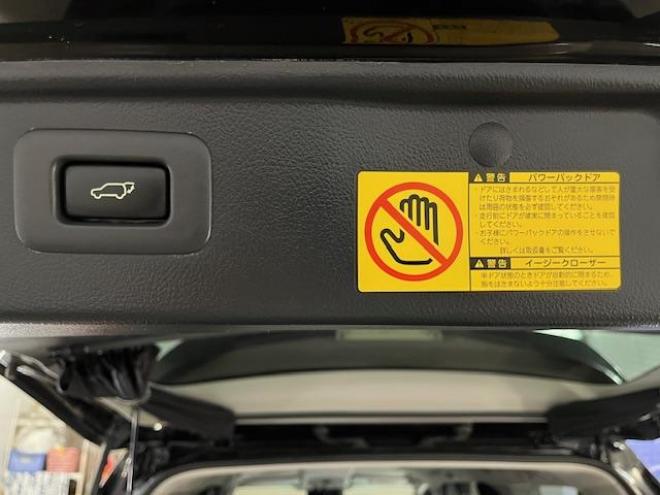 ⚠警告 パワーバックドア
・ドアにはさまれるなどして人が重大な損害を受
けたり荷物を損傷するおそれがあるため開閉時
は周囲の状態を必ず確認してください。
・走行前にドアが確実に閉まっていることを確認
してください。
・お子様にパワーバックドアの操作をさせないで
ください。
詳しくは取扱書をご覧ください。
⚠警告 イージークローザー
半ドア状態のときドアが自動的に閉まるため、
指をはさまないよう十分注意してください。